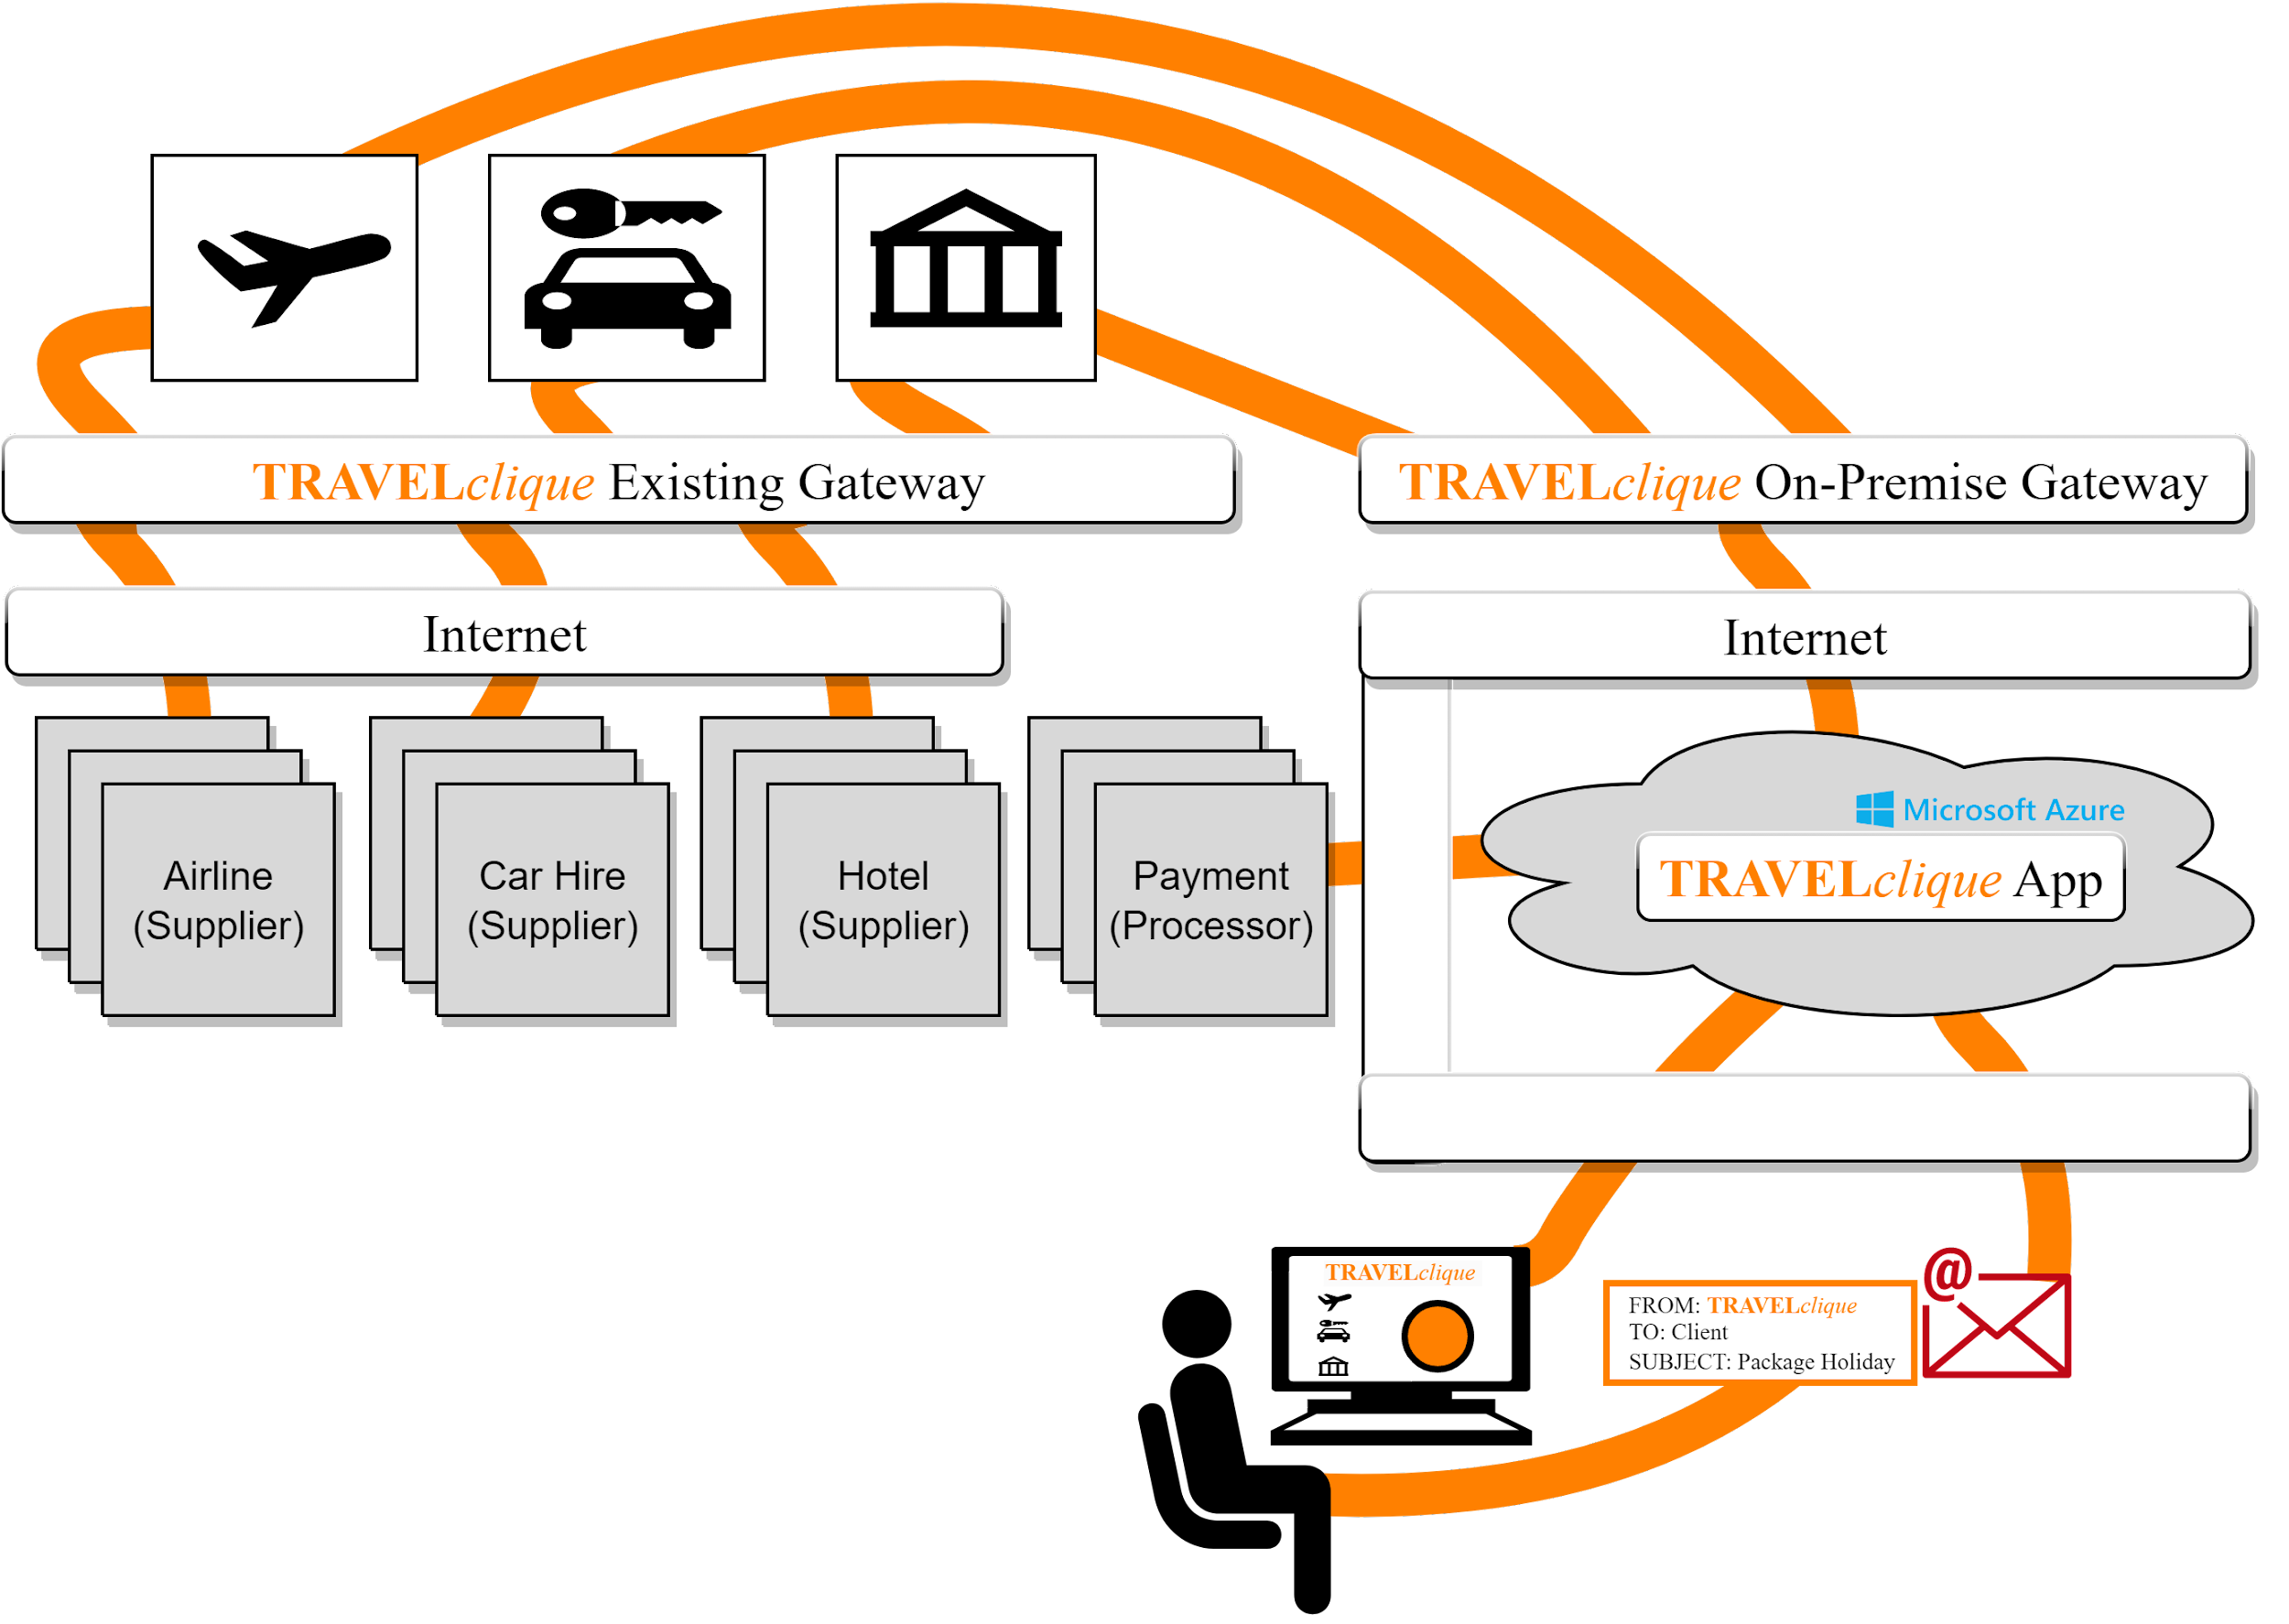 TRAVELclique Existing Gateway
TRAVELclique On-Premise Gateway
Internet
Internet
Microsoft Azure
TRAVELclique App
Airline
(Supplier)
Car Hire
(Supplier)
Hotel
(Supplier)
Payment
(Processor)
TRAVELclique
FROM: TRAVELclique
TO: Client
SUBJECT: Package Holiday
@